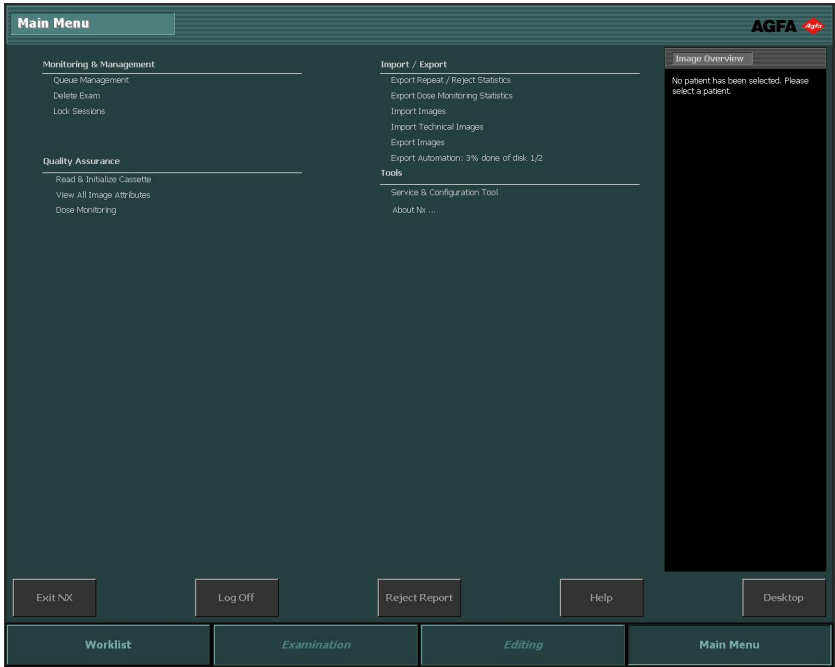 Main Menu
AGFA
Agfa
Monitoring & Management
Queue Management
Delete Exam
Lock Sessions
Quality Assurance
Read & Initialize Cassette
View All Image Attributes
Dose Monitoring
Import / Export
Export Repeat / Reject Statistics
Export Dose Monitoring Statistics
Import Images
Import Technical Images
Export Images
Export Automation: 3% done of disk 1/2
Tools
Service & Configuration Tool
About Nx ...
Image Overview
No patient has been selected. Please
select a patient.
Exit NX
Log Off
Reject Report
Help
Desktop
Worklist
Examination
Editing
Main Menu